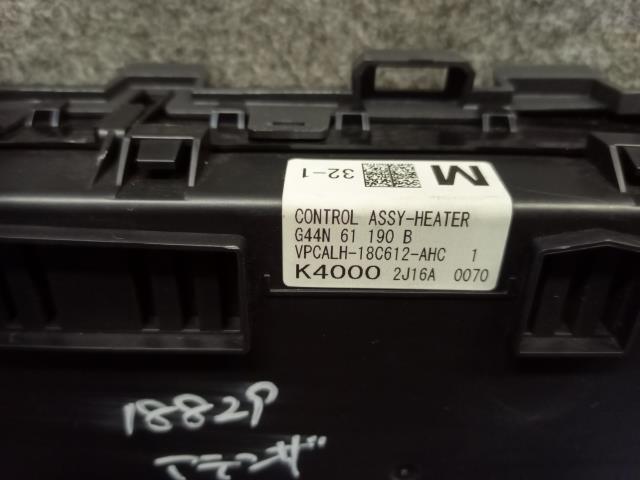 M
32-1
CONTROL ASSY-HEATER
G44N 61 190 B
VPCALH-18C612-AHC 1
K4000 2J16A 0070
1882P
アテンザ